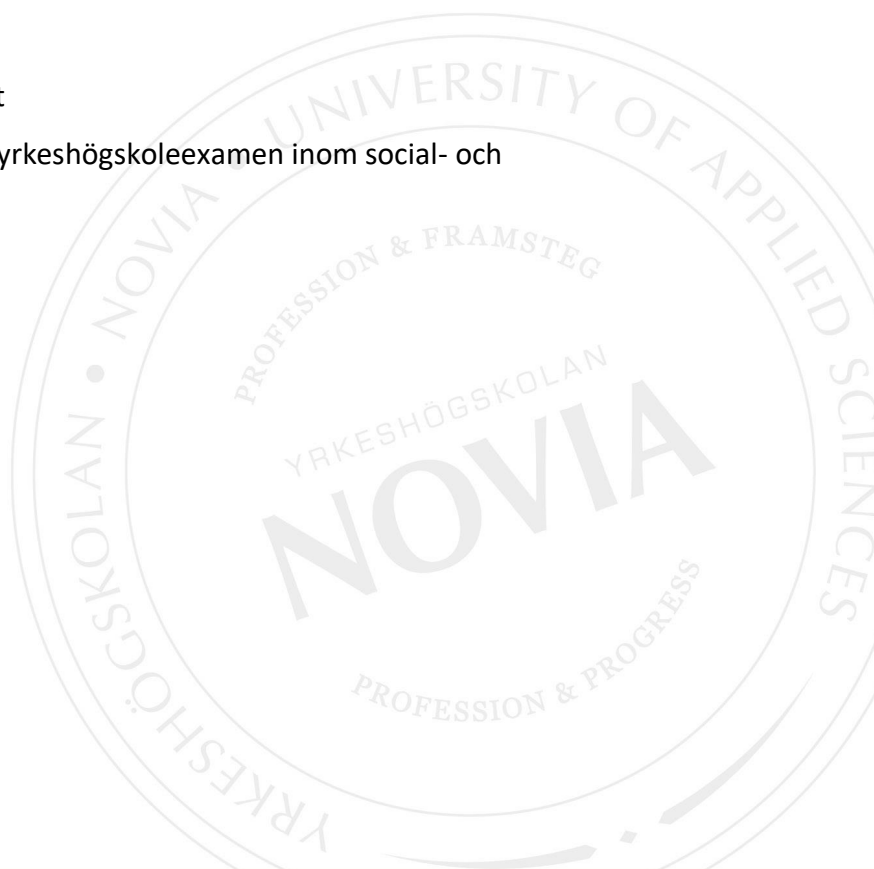 t
yrkeshögskoleexamen inom social- och
YRKESHÖGSKOLAN • NOVIA • UNIVERSITY OF APPLIED SCIENCES
PROFESSION & FRAMSTEG
YRKESHÖGSKOLAN
NOVIA
PROFESSION & PROGRESS